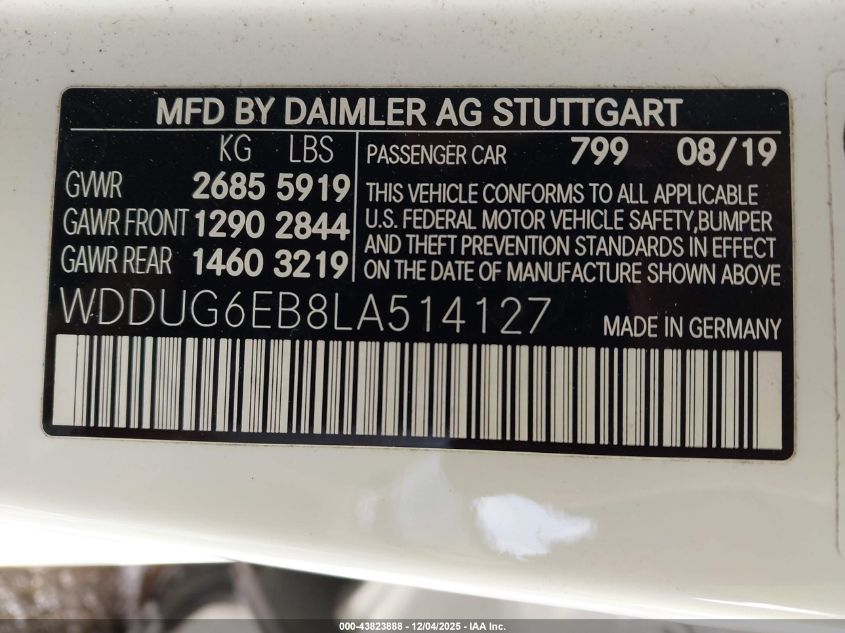 MFD BY DAIMLER AG STUTTGART
KG LBS
GVWR 2685 5919
GAWR FRONT 1290 2844
GAWR REAR 1460 3219
PASSENGER CAR 799 08/19
THIS VEHICLE CONFORMS TO ALL APPLICABLE
U.S. FEDERAL MOTOR VEHICLE SAFETY,BUMPER
AND THEFT PREVENTION STANDARDS IN EFFECT
ON THE DATE OF MANUFACTURE SHOWN ABOVE
WDDUG6EB8LA514127
MADE IN GERMANY
000-43823888 - 12/04/2025 - IAA Inc.